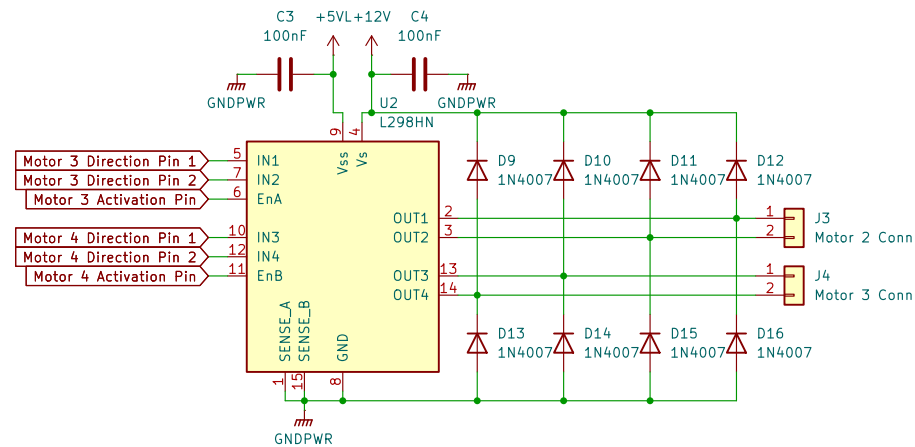 C3 +5VL +12V C4
100nF 100nF
GNDPWR GNDPWR
U2
L298HN
9 4
Vss Vs
D9 D10 D11 D12
1N4007 1N4007 1N4007 1N4007
Motor 3 Direction Pin 1 5 IN1
Motor 3 Direction Pin 2 7 IN2
Motor 3 Activation Pin 6 EnA
OUT1 2 1 J3
Motor 4 Direction Pin 1 10 IN3 OUT2 3 2 Motor 2 Conn
Motor 4 Direction Pin 2 12 IN4
Motor 4 Activation Pin 11 EnB OUT3 13 1 J4
OUT4 14 2 Motor 3 Conn
SENSE_A SENSE_B GND
D13 D14 D15 D16
1N4007 1N4007 1N4007 1N4007
1 15 8
GNDPWR